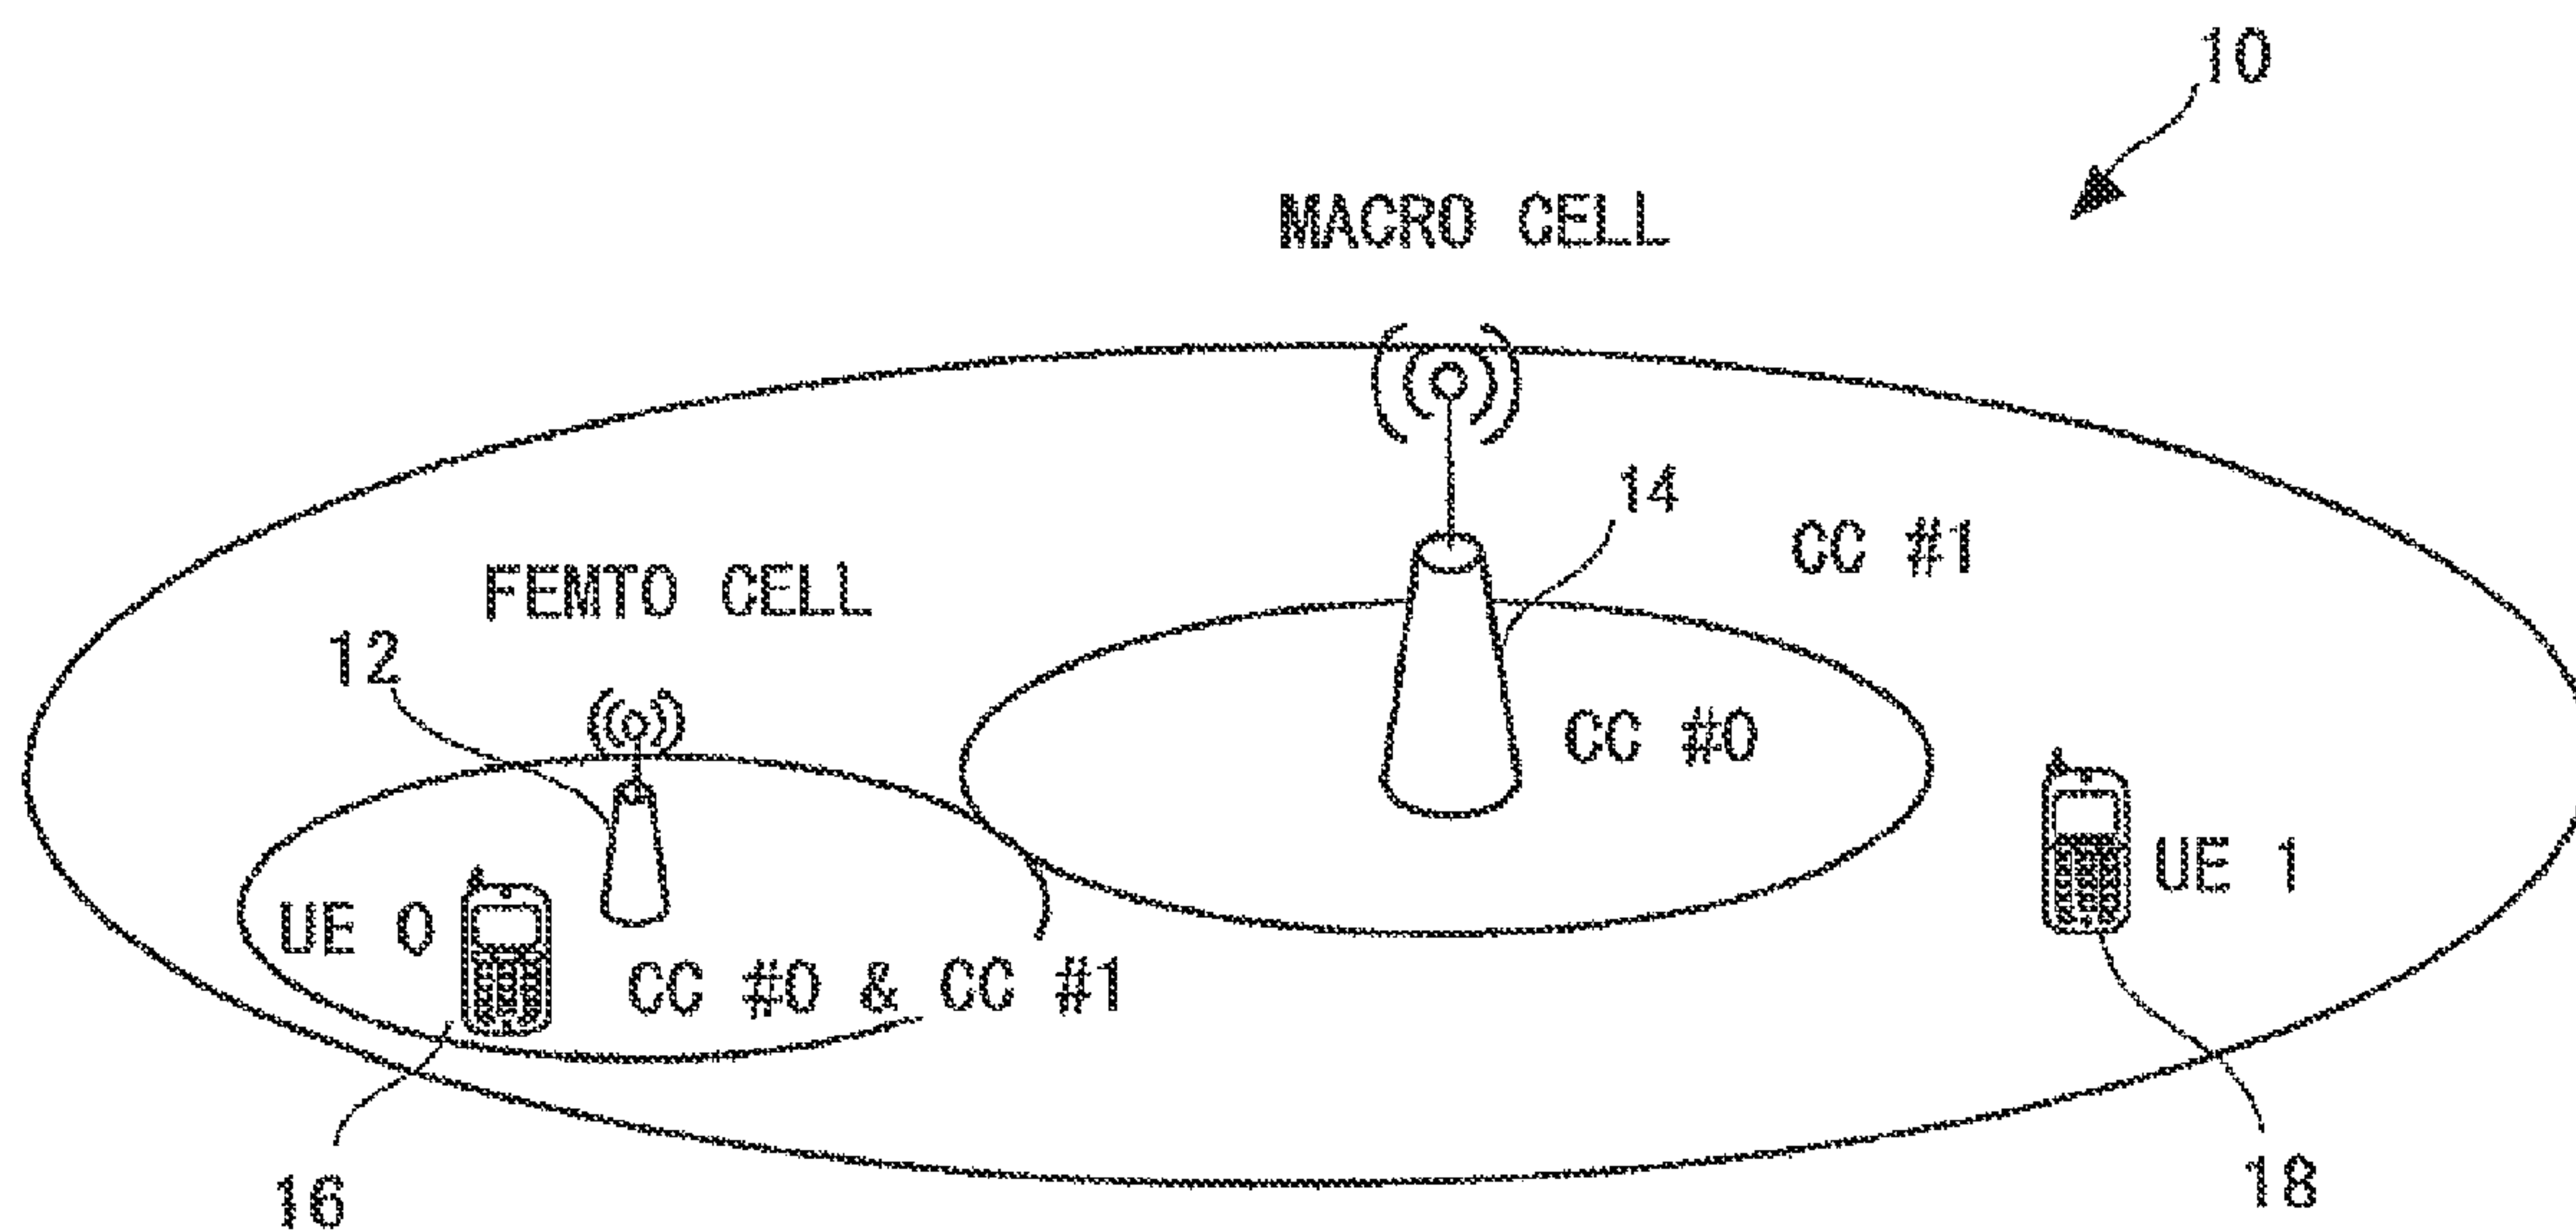 10
MACRO CELL
14
CC #1
FEMTO CELL
12
CC #0
UE 1
UE 0
CC #0 & CC #1
16
18